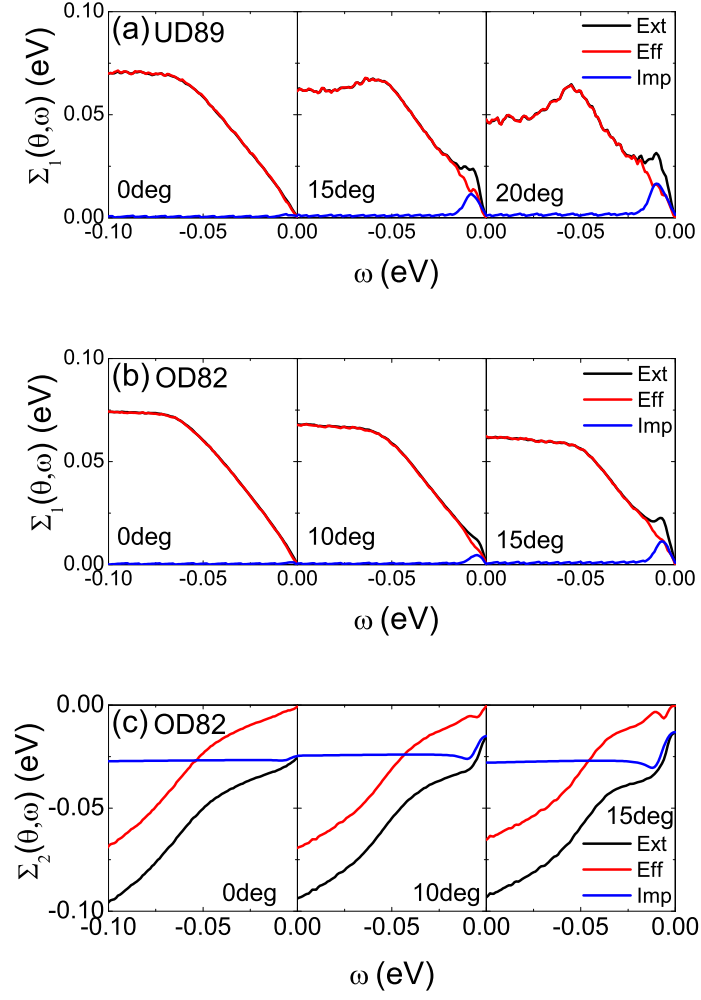 (a) UD89
Σ₁(θ,ω) (eV)
0.10
0.05
0.00
0deg
15deg
20deg
Ext
Eff
Imp
-0.10 -0.05 0.00 -0.05 0.00 -0.05 0.00
ω (eV)
(b) OD82
Σ₁(θ,ω) (eV)
0.10
0.05
0.00
0deg
10deg
15deg
Ext
Eff
Imp
-0.10 -0.05 0.00 -0.05 0.00 -0.05 0.00
ω (eV)
(c) OD82
Σ₂(θ,ω) (eV)
0.00
-0.05
-0.10
0deg
10deg
15deg
Ext
Eff
Imp
-0.10 -0.05 0.00 -0.05 0.00 -0.05 0.00
ω (eV)